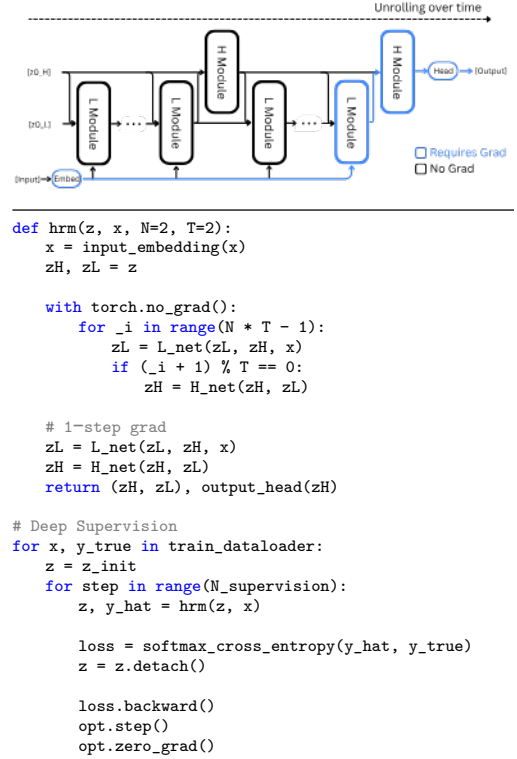 Unrolling over time
H Module
H Module
[z0_H]
Head
[Output]
L Module
L Module
L Module
L Module
[z0_L]
...
...
Requires Grad
No Grad
[Input]
Embed
def hrm(z, x, N=2, T=2):
    x = input_embedding(x)
    zH, zL = z

    with torch.no_grad():
        for _i in range(N * T - 1):
            zL = L_net(zL, zH, x)
            if (_i + 1) % T == 0:
                zH = H_net(zH, zL)

    # 1-step grad
    zL = L_net(zL, zH, x)
    zH = H_net(zH, zL)
    return (zH, zL), output_head(zH)

# Deep Supervision
for x, y_true in train_dataloader:
    z = z_init
    for step in range(N_supervision):
        z, y_hat = hrm(z, x)

        loss = softmax_cross_entropy(y_hat, y_true)
        z = z.detach()

        loss.backward()
        opt.step()
        opt.zero_grad()